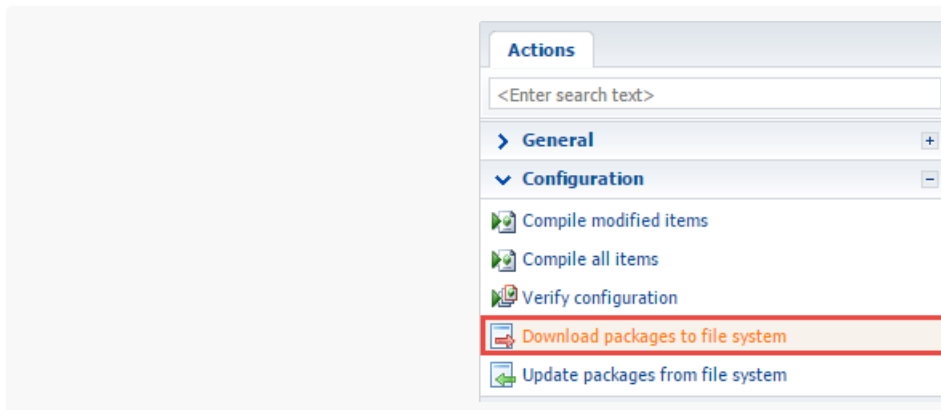 Actions
<Enter search text>
General
Configuration
Compile modified items
Compile all items
Verify configuration
Download packages to file system
Update packages from file system